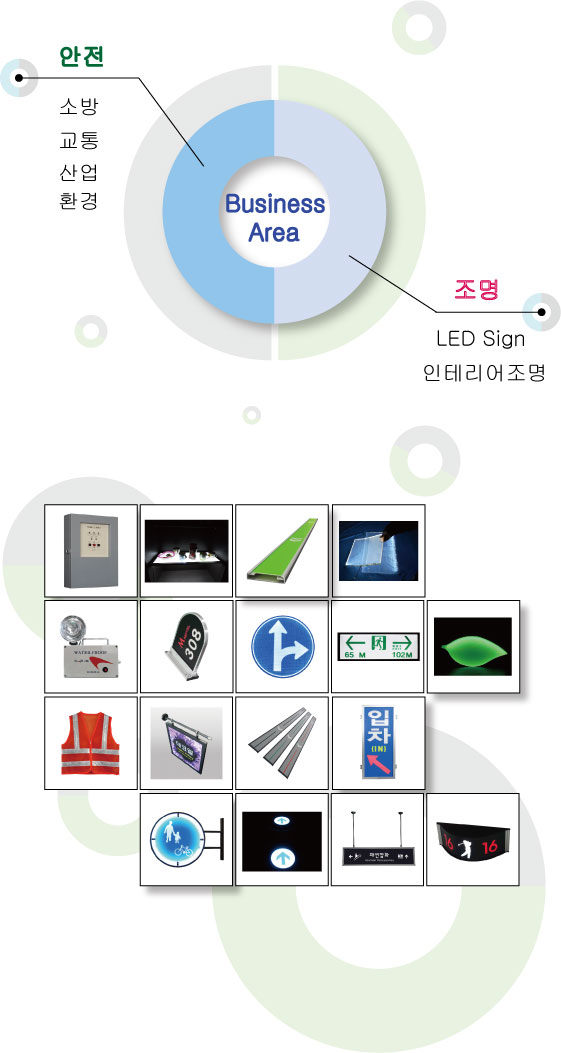 안전
소방
교통
산업
환경
Business
Area
조명
LED Sign
인테리어조명
308
65 M
102M
입차
(IN)
16
16